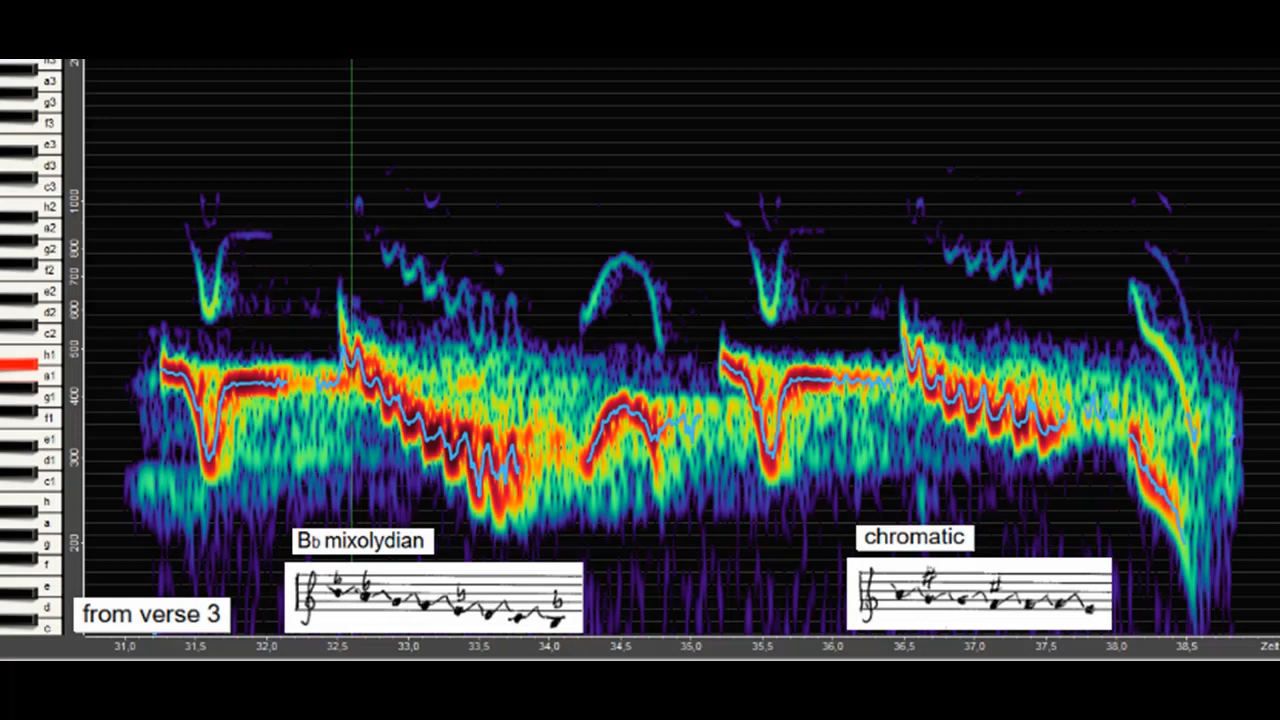 a3
g3
f3
e3
d3
c3
h2
a2
g2
f2
e2
d2
c2
h1
a1
g1
f1
e1
d1
c1
h
a
g
f
e
d
c
1000
800
700
600
500
400
300
200
B♭ mixolydian
chromatic
from verse 3
31,0 31,5 32,0 32,5 33,0 33,5 34,0 34,5 35,0 35,5 36,0 36,5 37,0 37,5 38,0 38,5 Zeit